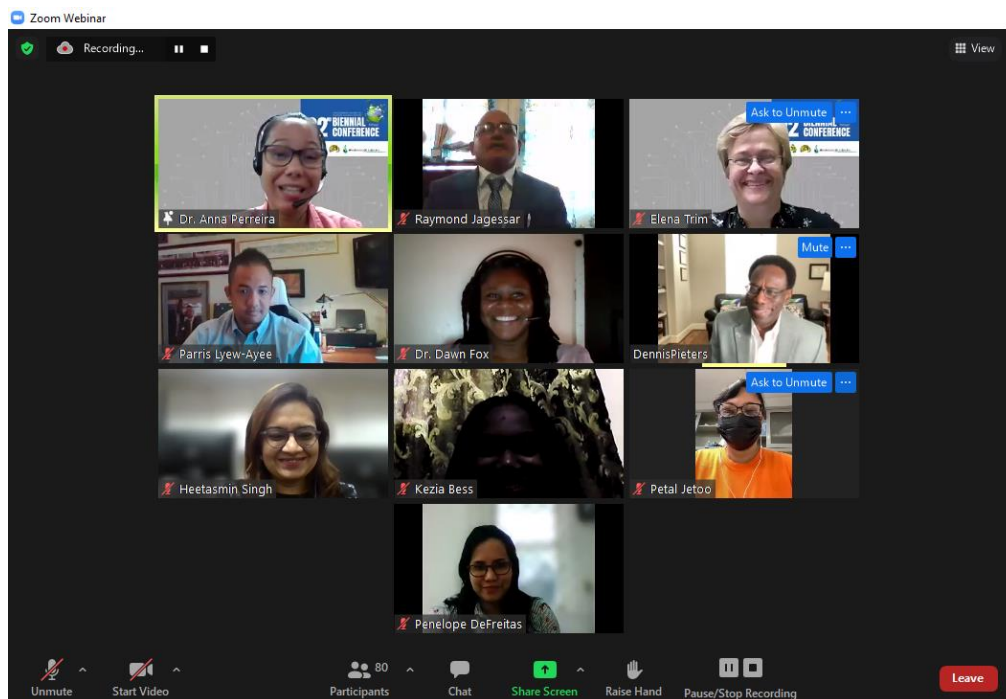 Zoom Webinar
Recording...
View
2nd BIENNIAL
CONFERENCE
Dr. Anna Perreira
Raymond Jagessar
Ask to Unmute ...
2 BIENNIAL
CONFERENCE
Elena Trim
Parris Lyew-Ayee
Dr. Dawn Fox
Mute ...
DennisPieters
Heetasmin Singh
Kezia Bess
Ask to Unmute ...
Petal Jetoo
Penelope DeFreitas
Unmute
Start Video
80
Participants
Chat
Share Screen
Raise Hand
Pause/Stop Recording
Leave